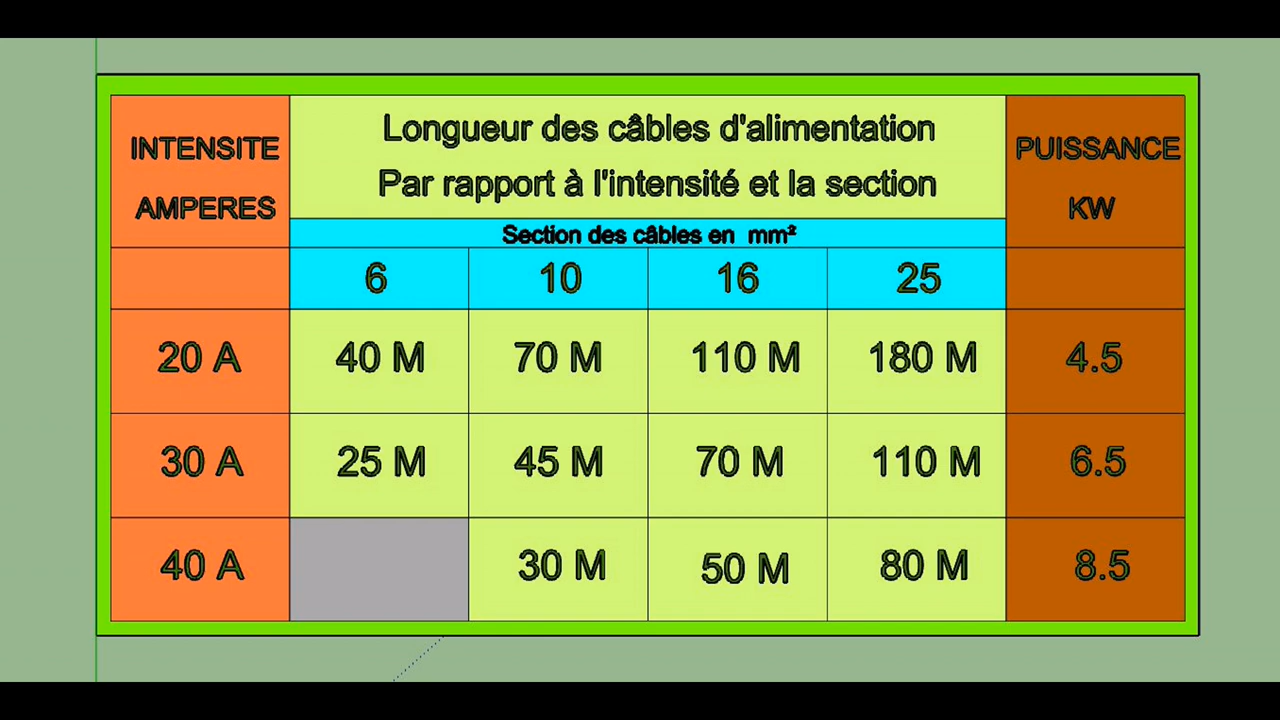 INTENSITE
AMPERES
Longueur des câbles d'alimentation
Par rapport à l'intensité et la section
PUISSANCE
KW
Section des câbles en mm²
6 10 16 25
20 A 40 M 70 M 110 M 180 M 4.5
30 A 25 M 45 M 70 M 110 M 6.5
40 A 30 M 50 M 80 M 8.5